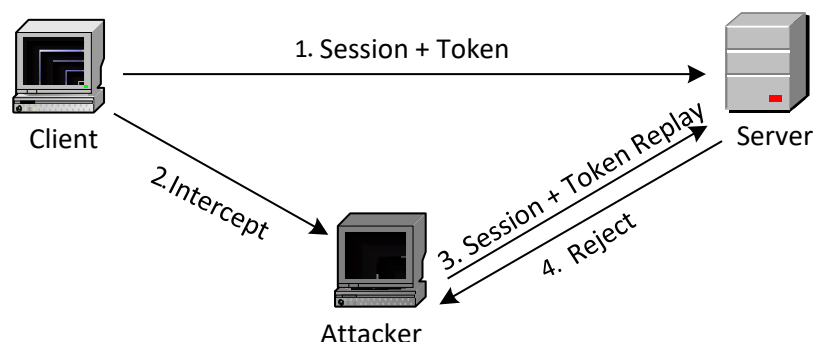 1. Session + Token
Client
Server
2.Intercept
3. Session + Token Replay
4. Reject
Attacker